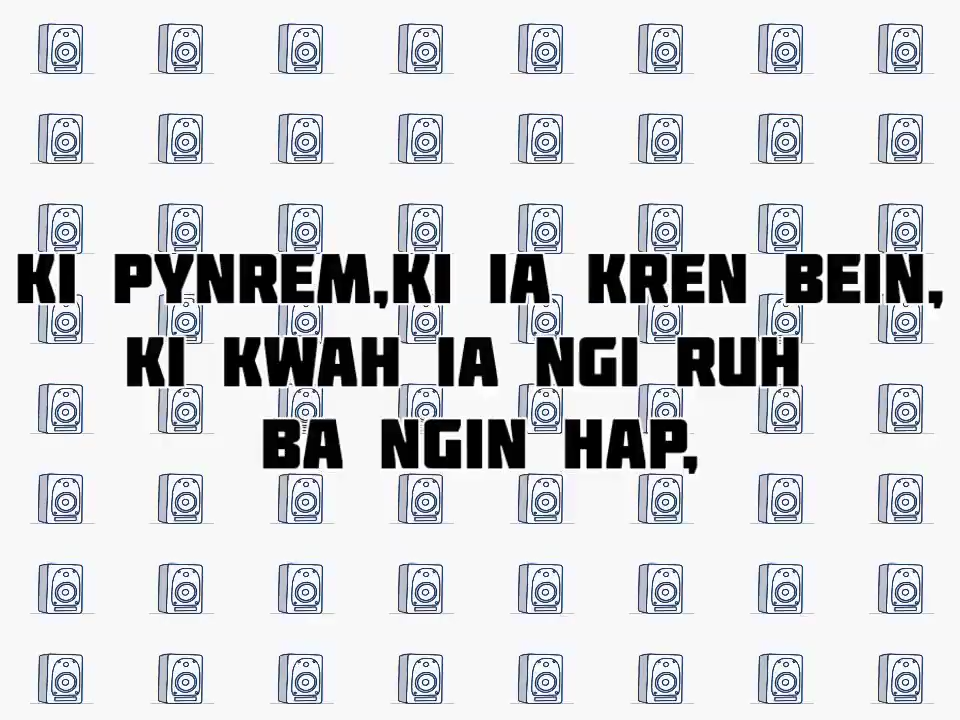 KI PYNREM,KI IA KREN BEIN,
KI KWAH IA NGI RUH
BA NGIN HAP,